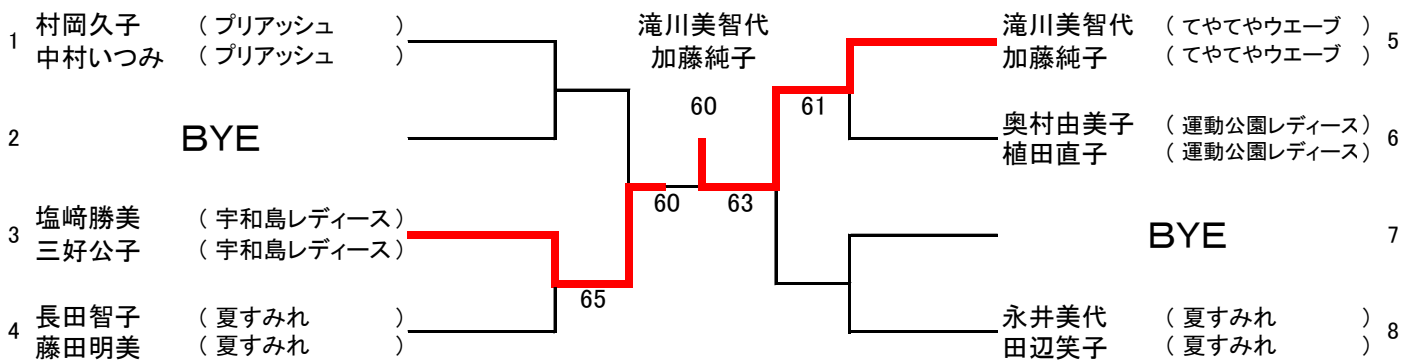 1 村岡久子 ( プリアッシュ )
中村いつみ ( プリアッシュ )
2 BYE
3 塩﨑勝美 ( 宇和島レディース )
三好公子 ( 宇和島レディース )
4 長田智子 ( 夏すみれ )
藤田明美 ( 夏すみれ )
65
60
滝川美智代
加藤純子
60
63
61
滝川美智代 ( てやてやウエーブ ) 5
加藤純子 ( てやてやウエーブ )
奥村由美子 ( 運動公園レディース ) 6
植田直子 ( 運動公園レディース )
BYE 7
永井美代 ( 夏すみれ ) 8
田辺笑子 ( 夏すみれ )